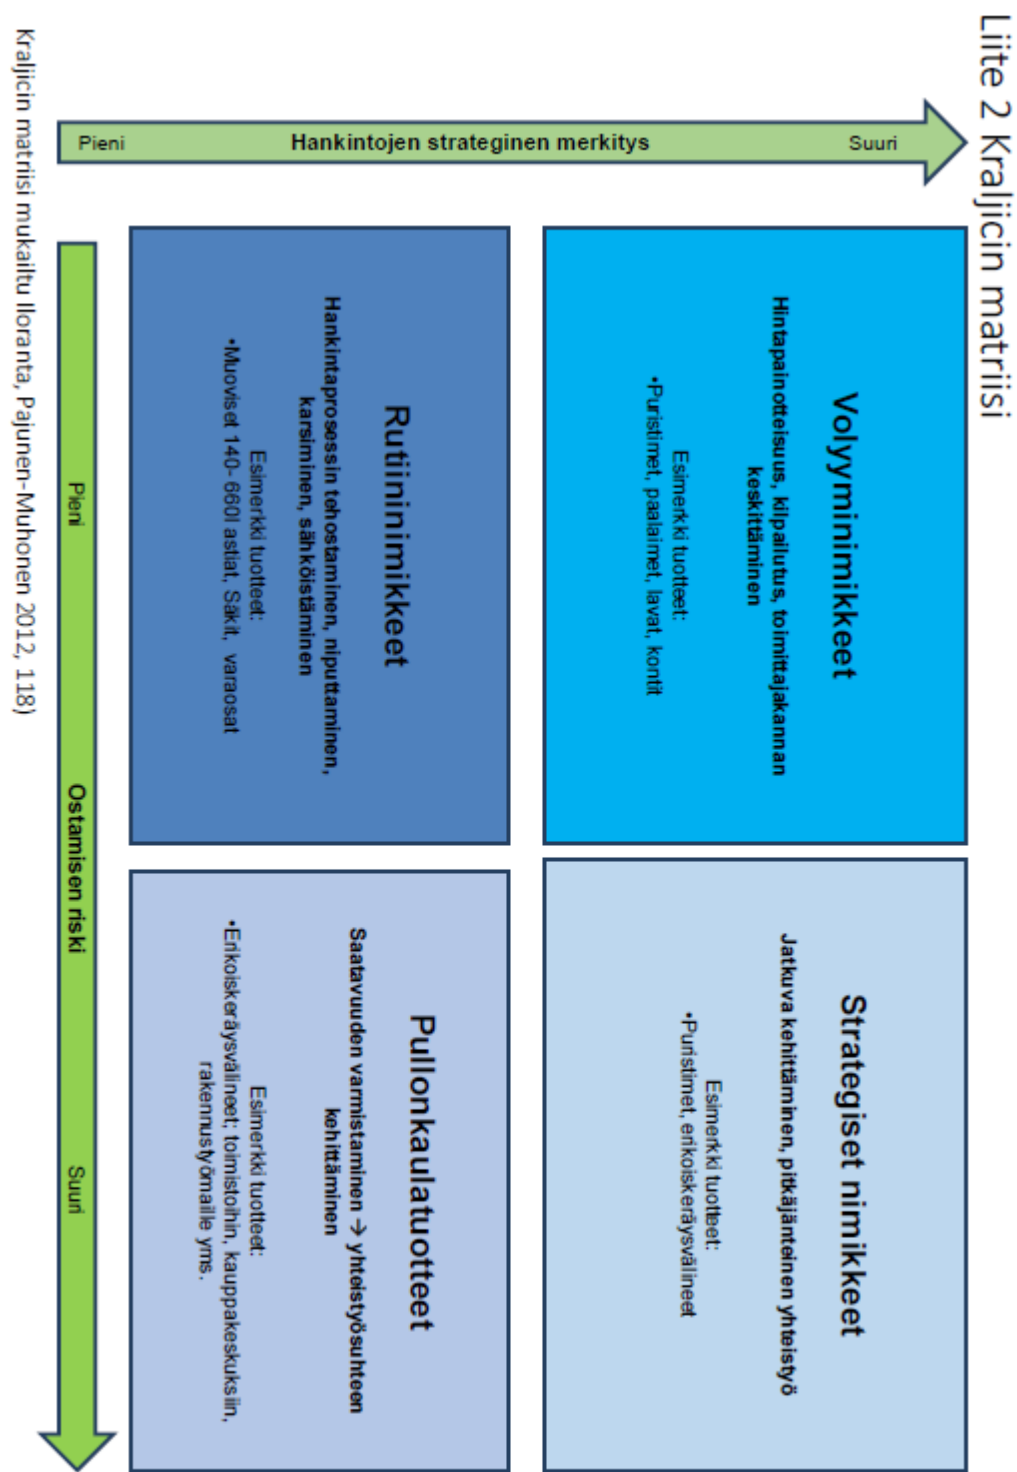 Liite 2 Kraljicin matriisi
Suuri
Hankintojen strateginen merkitys
Pieni
Volyyminimikkeet
Hintapainotteisuus, kilpailutus, toimittajakannan
keskittäminen
Esimerkki tuotteet:
•Puristimet, paalaimet, lavat, kontit
Strategiset nimikkeet
Jatkuva kehittäminen, pitkäjänteinen yhteistyö
Esimerkki tuotteet:
•Puristimet, erikoiskeräysvälineet
Rutiininimikkeet
Hankintaprosessin tehostaminen, niputtaminen,
karsiminen, sähköistäminen
Esimerkki tuotteet:
•Muoviset 140- 660l astiat, Säkit, varaosat
Pullonkaulatuotteet
Saatavuuden varmistaminen → yhteistyösuhteen
kehittäminen
Esimerkki tuotteet:
•Erikoiskeräysvälineet; toimistoihin, kauppakeskuksiin,
rakennustyömaille yms.
Pieni
Ostamisen riski
Suuri
Kraljicin matriisi mukailtu Iloranta, Pajunen-Muhonen 2012, 118)